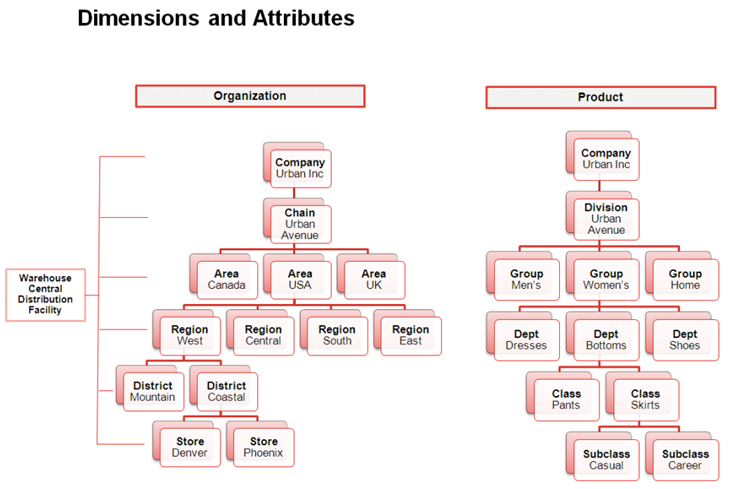 Dimensions and Attributes
Organization
Product
Company
Urban Inc
Chain
Urban
Avenue
Area
Canada
Area
USA
Area
UK
Region
West
Region
Central
Region
South
Region
East
District
Mountain
District
Coastal
Store
Denver
Store
Phoenix
Warehouse
Central
Distribution
Facility
Company
Urban Inc
Division
Urban
Avenue
Group
Men's
Group
Women's
Group
Home
Dept
Dresses
Dept
Bottoms
Dept
Shoes
Class
Pants
Class
Skirts
Subclass
Casual
Subclass
Career